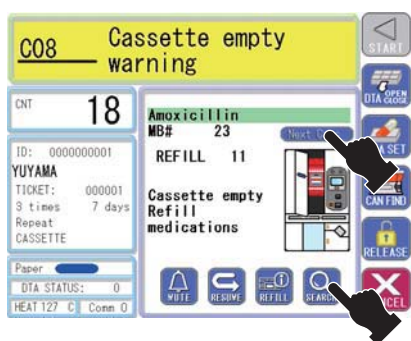 C08 Cassette empty
warning
START
DTA OPEN
CLOSE
CNT 18
ID: 0000000001
YUYAMA
TICKET: 000001
3 times 7 days
Repeat
CASSETTE
Paper
DTA STATUS: 0
HEAT 127 C Comm 0
Amoxicillin
MB# 23
Next
REFILL 11
Cassette empty
Refill
medications
MUTE
RESUME
REFILL
SEARCH
SET
CAN FIND
RELEASE